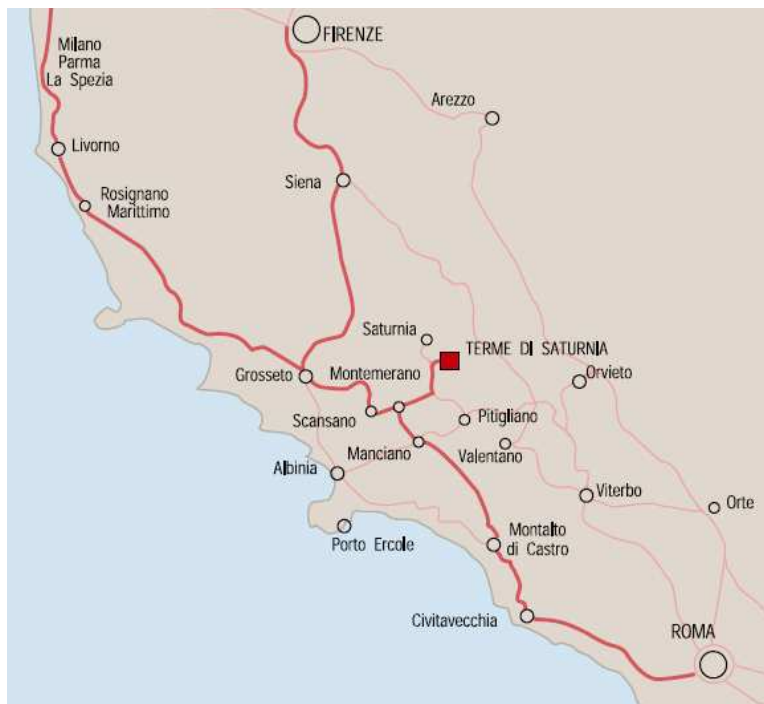 FIRENZE
Milano
Parma
La Spezia
Arezzo
Livorno
Siena
Rosignano
Marittimo
Saturnia
TERME DI SATURNIA
Grosseto
Montemerano
Orvieto
Scansano
Pitigliano
Manciano
Valentano
Albinia
Viterbo
Orte
Porto Ercole
Montalto
di Castro
Civitavecchia
ROMA